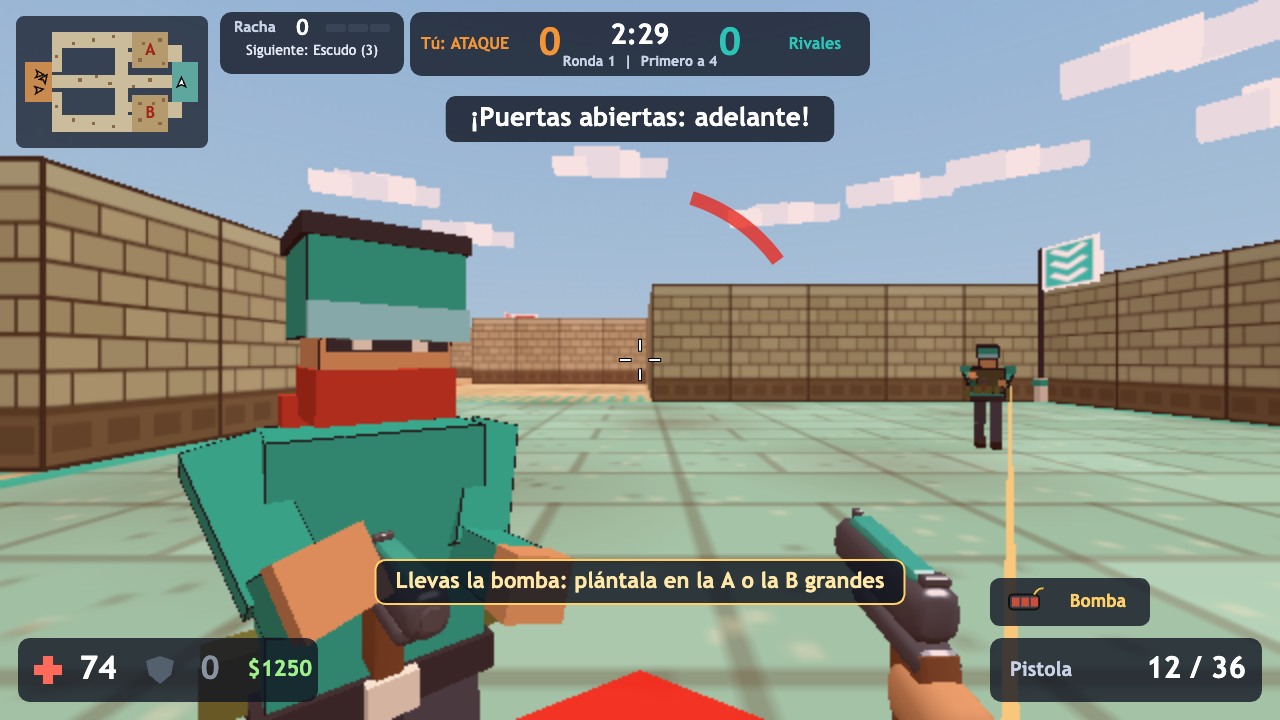 A
B
Racha 0
Siguiente: Escudo (3)
Tú: ATAQUE 0 2:29 0 Rivales
Ronda 1 | Primero a 4
¡Puertas abiertas: adelante!
Llevas la bomba: plántala en la A o la B grandes
Bomba
74 0 $1250
Pistola 12 / 36